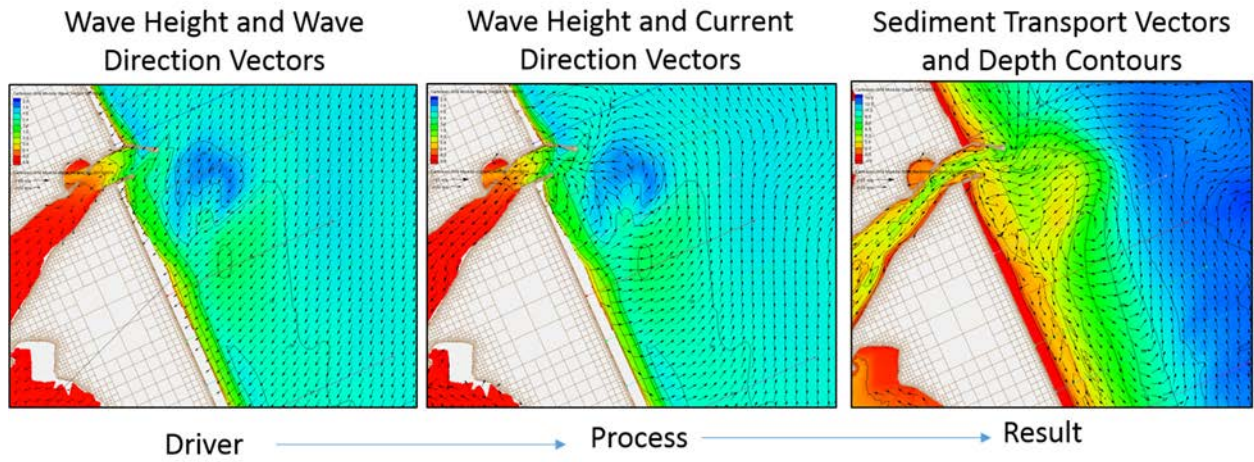 Wave Height and Wave
Direction Vectors
Wave Height and Current
Direction Vectors
Sediment Transport Vectors
and Depth Contours
Driver
Process
Result